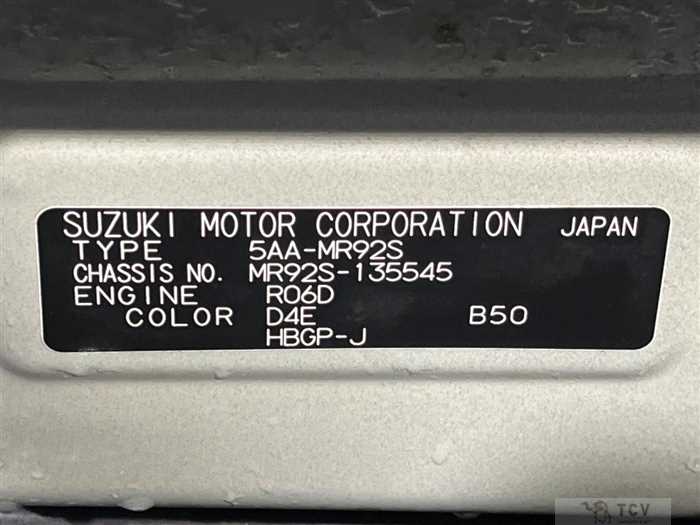 SUZUKI MOTOR CORPORATION JAPAN
TYPE 5AA-MR92S
CHASSIS NO. MR92S-135545
ENGINE R06D
COLOR D4E B50
HBGP-J
TCV